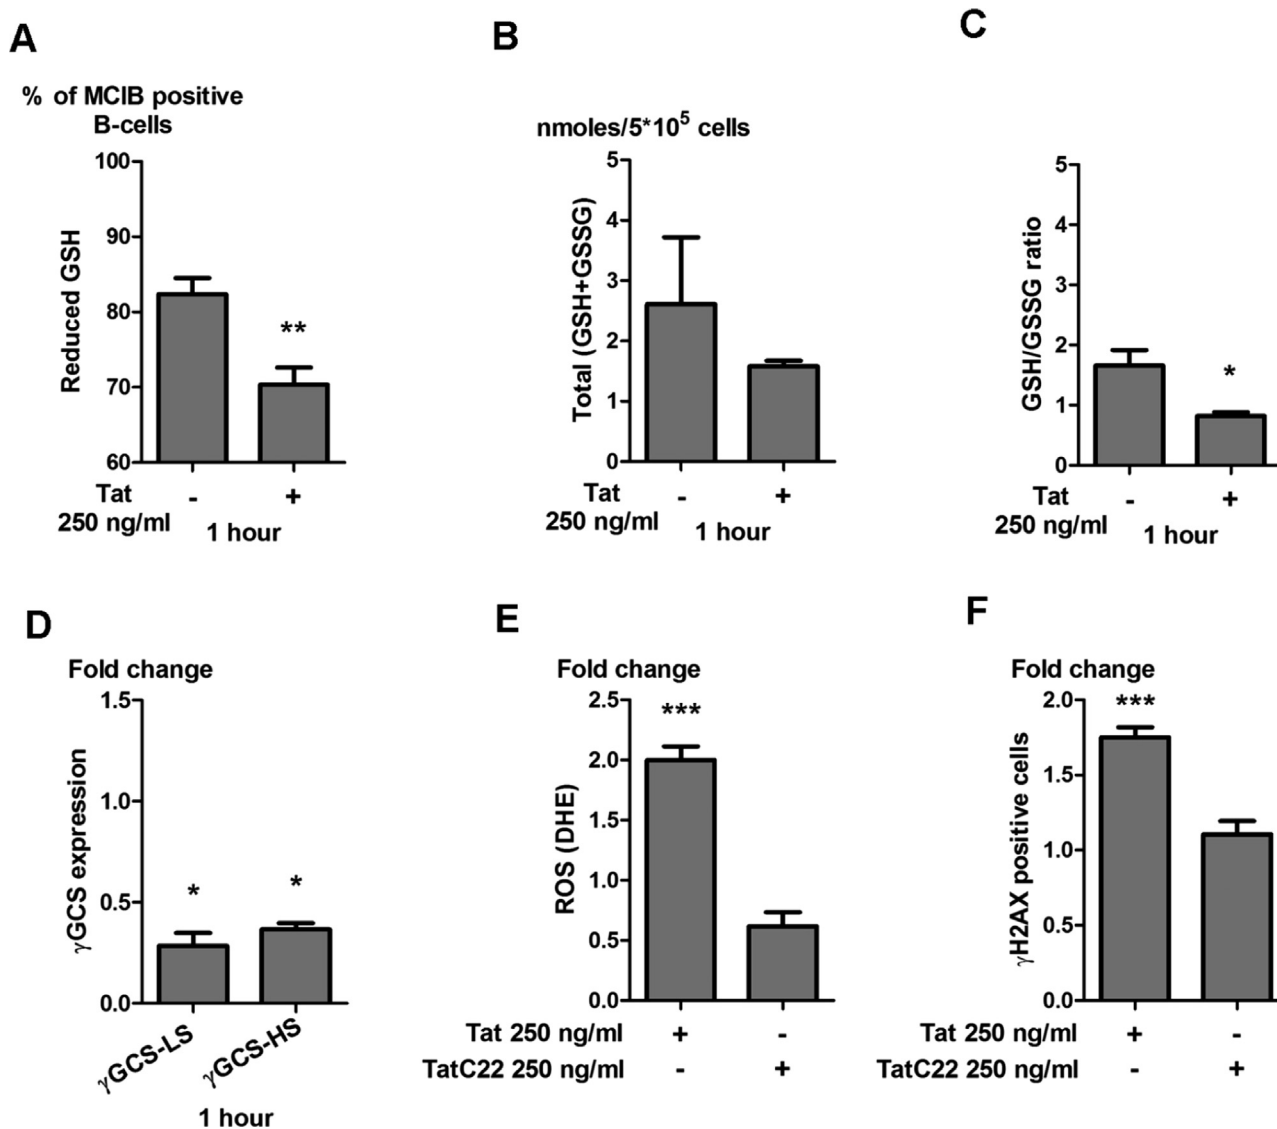 A
% of MCIB positive
B-cells
Reduced GSH
100
90
80
70
60
**
Tat
250 ng/ml
- +
1 hour
B
nmoles/5*10⁵ cells
Total (GSH+GSSG)
5
4
3
2
1
0
Tat
250 ng/ml
- +
1 hour
C
GSH/GSSG ratio
5
4
3
2
1
0
*
Tat
250 ng/ml
- +
1 hour
D
Fold change
γGCS expression
1.5
1.0
0.5
0.0
* *
γGCS-LS γGCS-HS
1 hour
E
Fold change
ROS (DHE)
2.5
2.0
1.5
1.0
0.5
0.0
***
Tat 250 ng/ml + -
TatC22 250 ng/ml - +
F
Fold change
γH2AX positive cells
2.0
1.5
1.0
0.5
0.0
***
Tat 250 ng/ml + -
TatC22 250 ng/ml - +